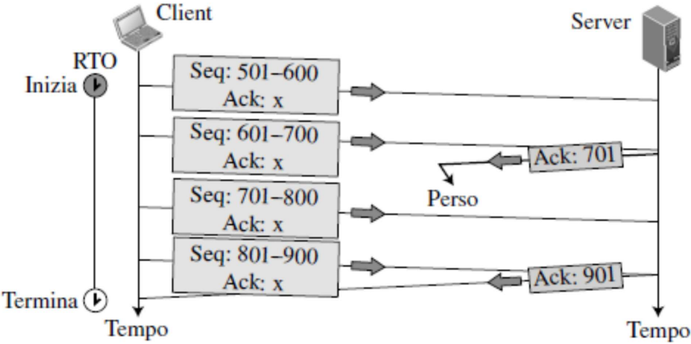 Client
Server
RTO
Inizia
Seq: 501–600
Ack: x
Seq: 601–700
Ack: x
Ack: 701
Perso
Seq: 701–800
Ack: x
Seq: 801–900
Ack: x
Ack: 901
Termina
Tempo
Tempo